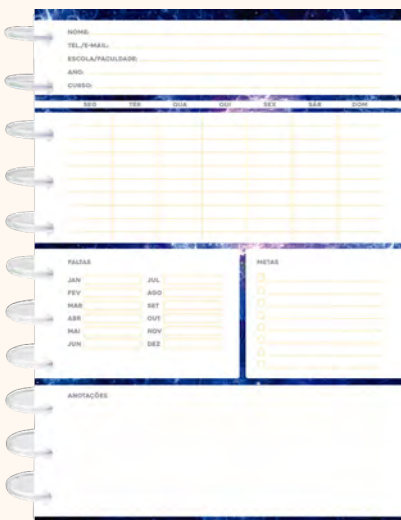 NOME:
TEL./E-MAIL:
ESCOLA/FACULDADE:
ANO:
CURSO:
SEG TER QUA QUI SEX SÁB DOM
FALTAS
JAN JUL
FEV AGO
MAR SET
ABR OUT
MAI NOV
JUN DEZ
METAS
ANOTAÇÕES